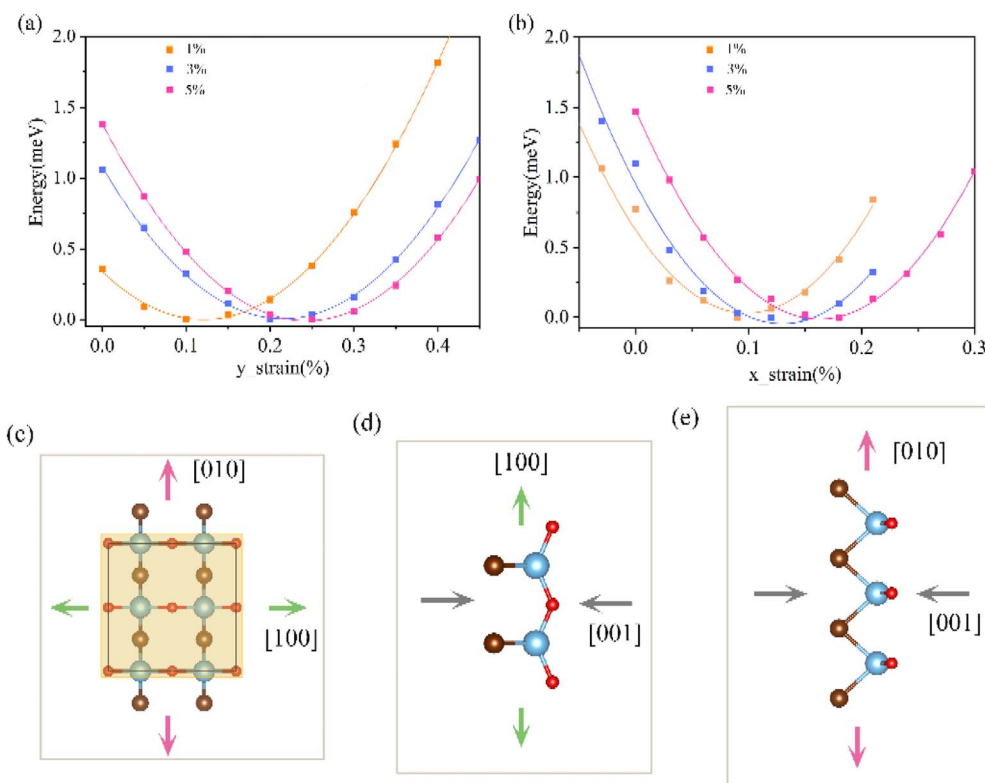 (a)
2.0
1.5
1.0
0.5
0.0
Energy(meV)
1%
3%
5%
0.0 0.1 0.2 0.3 0.4
y_strain(%)
(b)
2.0
1.5
1.0
0.5
0.0
Energy(meV)
1%
3%
5%
0.0 0.1 0.2 0.3
x_strain(%)
(c)
[010]
[100]
(d)
[100]
[001]
(e)
[010]
[001]